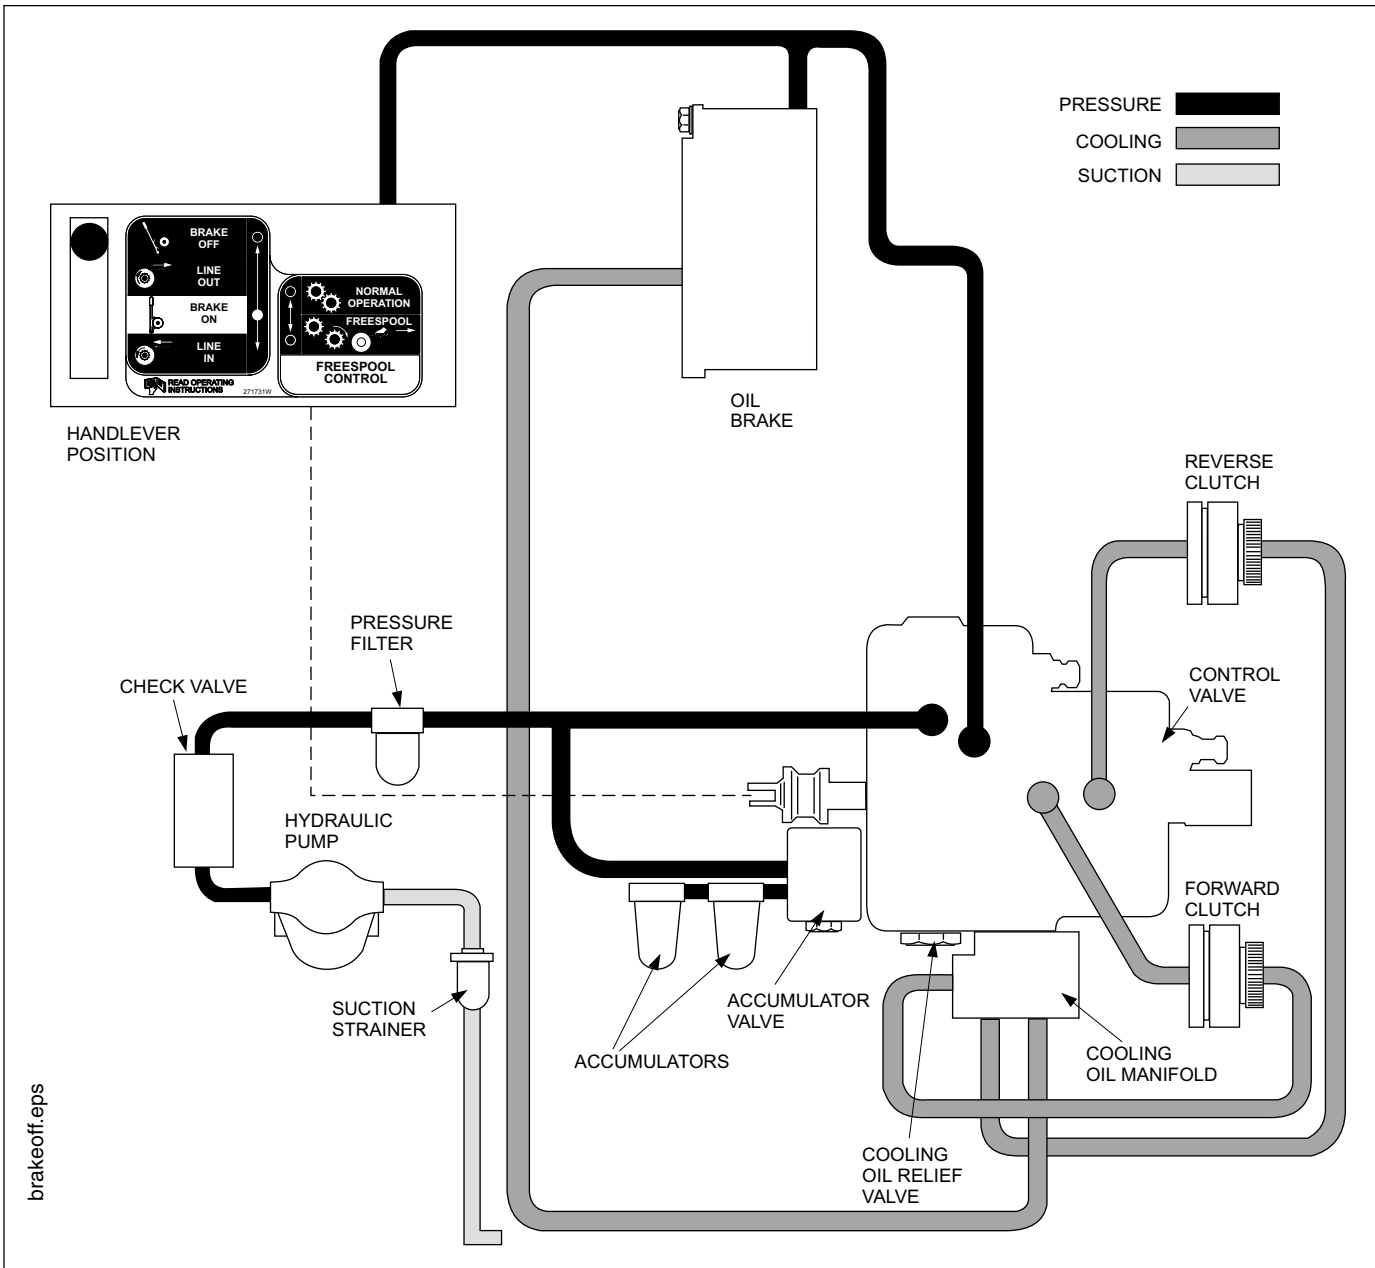 PRESSURE
COOLING
SUCTION
BRAKE
OFF
LINE
OUT
BRAKE
ON
LINE
IN
READ OPERATING
INSTRUCTIONS
271731W
NORMAL
OPERATION
FREESPOOL
FREESPOOL
CONTROL
HANDLEVER
POSITION
OIL
BRAKE
REVERSE
CLUTCH
PRESSURE
FILTER
CHECK VALVE
CONTROL
VALVE
HYDRAULIC
PUMP
FORWARD
CLUTCH
SUCTION
STRAINER
ACCUMULATOR
VALVE
ACCUMULATORS
COOLING
OIL MANIFOLD
COOLING
OIL RELIEF
VALVE
brakeoff.eps